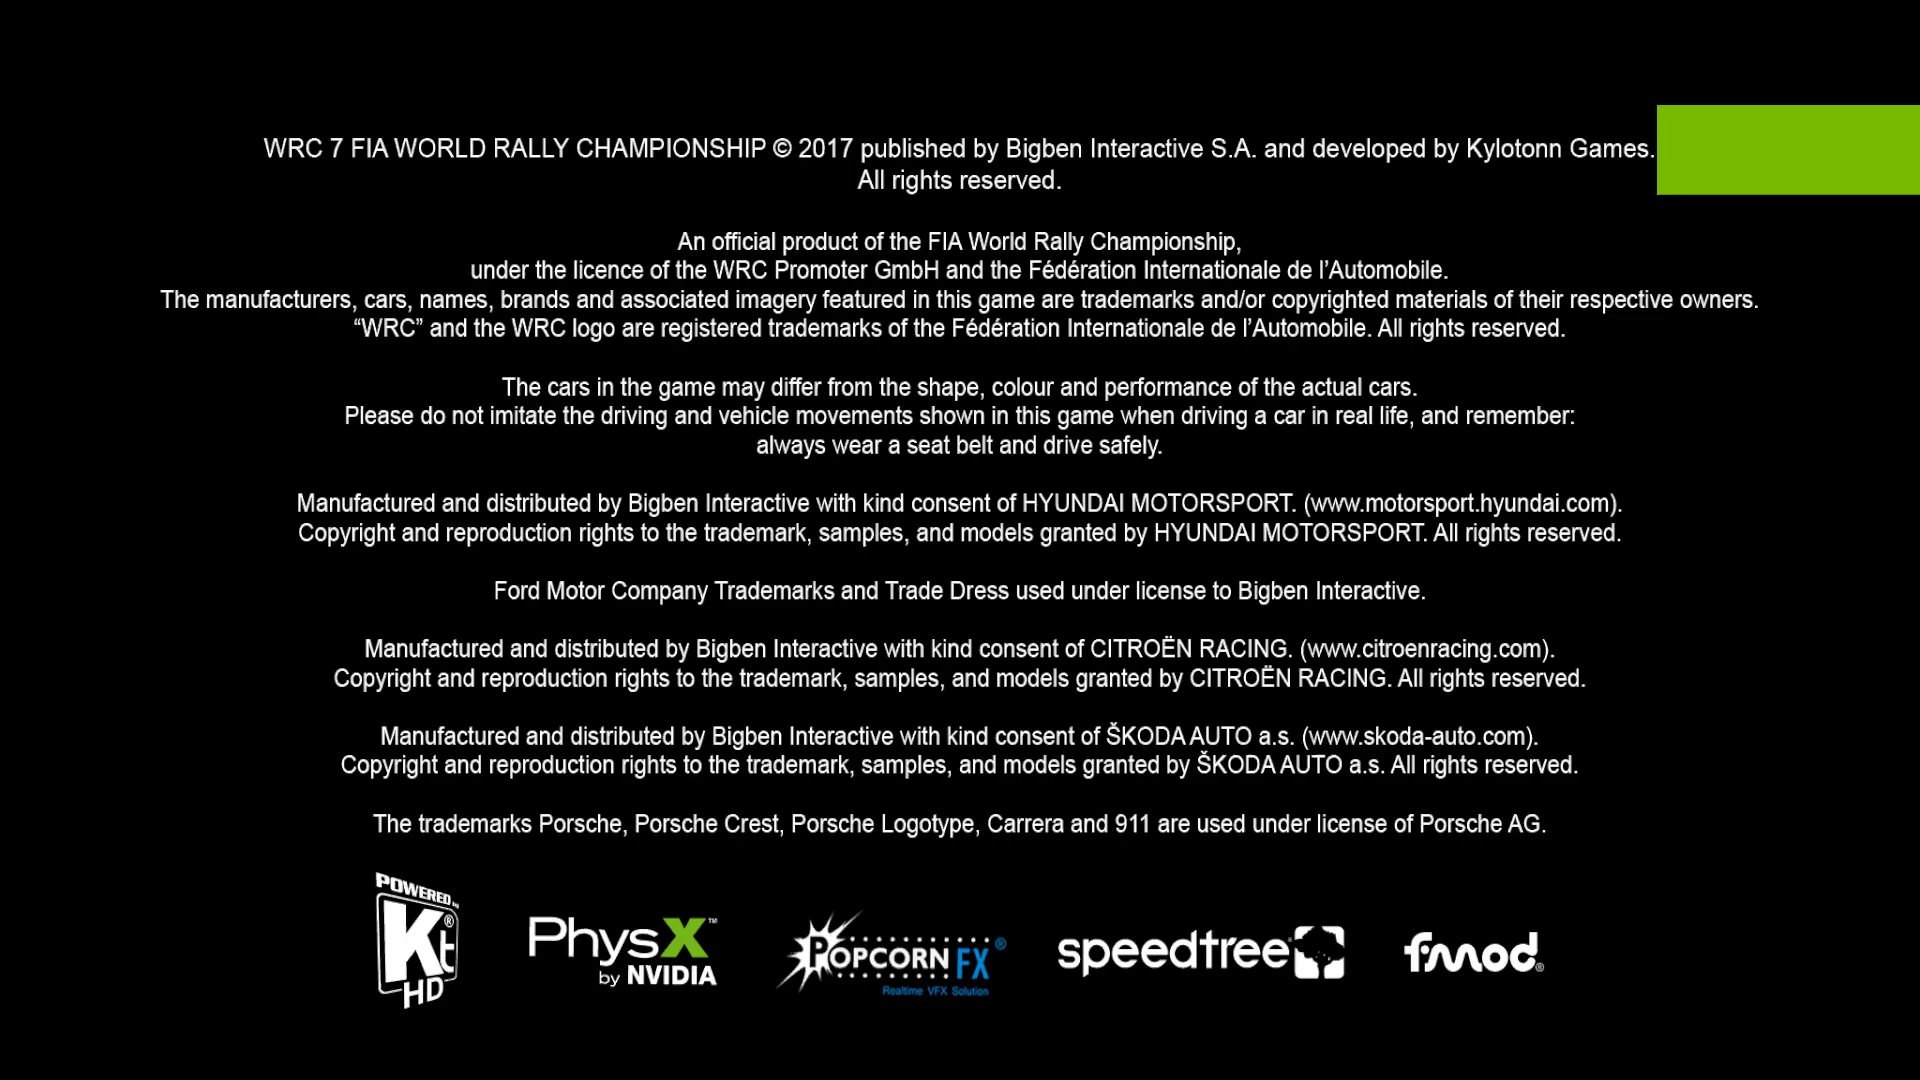 WRC 7 FIA WORLD RALLY CHAMPIONSHIP © 2017 published by Bigben Interactive S.A. and developed by Kylotonn Games.
All rights reserved.
An official product of the FIA World Rally Championship,
under the licence of the WRC Promoter GmbH and the Fédération Internationale de l’Automobile.
The manufacturers, cars, names, brands and associated imagery featured in this game are trademarks and/or copyrighted materials of their respective owners.
“WRC” and the WRC logo are registered trademarks of the Fédération Internationale de l’Automobile. All rights reserved.
The cars in the game may differ from the shape, colour and performance of the actual cars.
Please do not imitate the driving and vehicle movements shown in this game when driving a car in real life, and remember:
always wear a seat belt and drive safely.
Manufactured and distributed by Bigben Interactive with kind consent of HYUNDAI MOTORSPORT. (www.motorsport.hyundai.com).
Copyright and reproduction rights to the trademark, samples, and models granted by HYUNDAI MOTORSPORT. All rights reserved.
Ford Motor Company Trademarks and Trade Dress used under license to Bigben Interactive.
Manufactured and distributed by Bigben Interactive with kind consent of CITROËN RACING. (www.citroenracing.com).
Copyright and reproduction rights to the trademark, samples, and models granted by CITROËN RACING. All rights reserved.
Manufactured and distributed by Bigben Interactive with kind consent of ŠKODA AUTO a.s. (www.skoda-auto.com).
Copyright and reproduction rights to the trademark, samples, and models granted by ŠKODA AUTO a.s. All rights reserved.
The trademarks Porsche, Porsche Crest, Porsche Logotype, Carrera and 911 are used under license of Porsche AG.
POWERED
Kt®
HD
PhysX™
by NVIDIA
POPCORN FX®
Realtime VFX Solution
speedtree®
fmod®